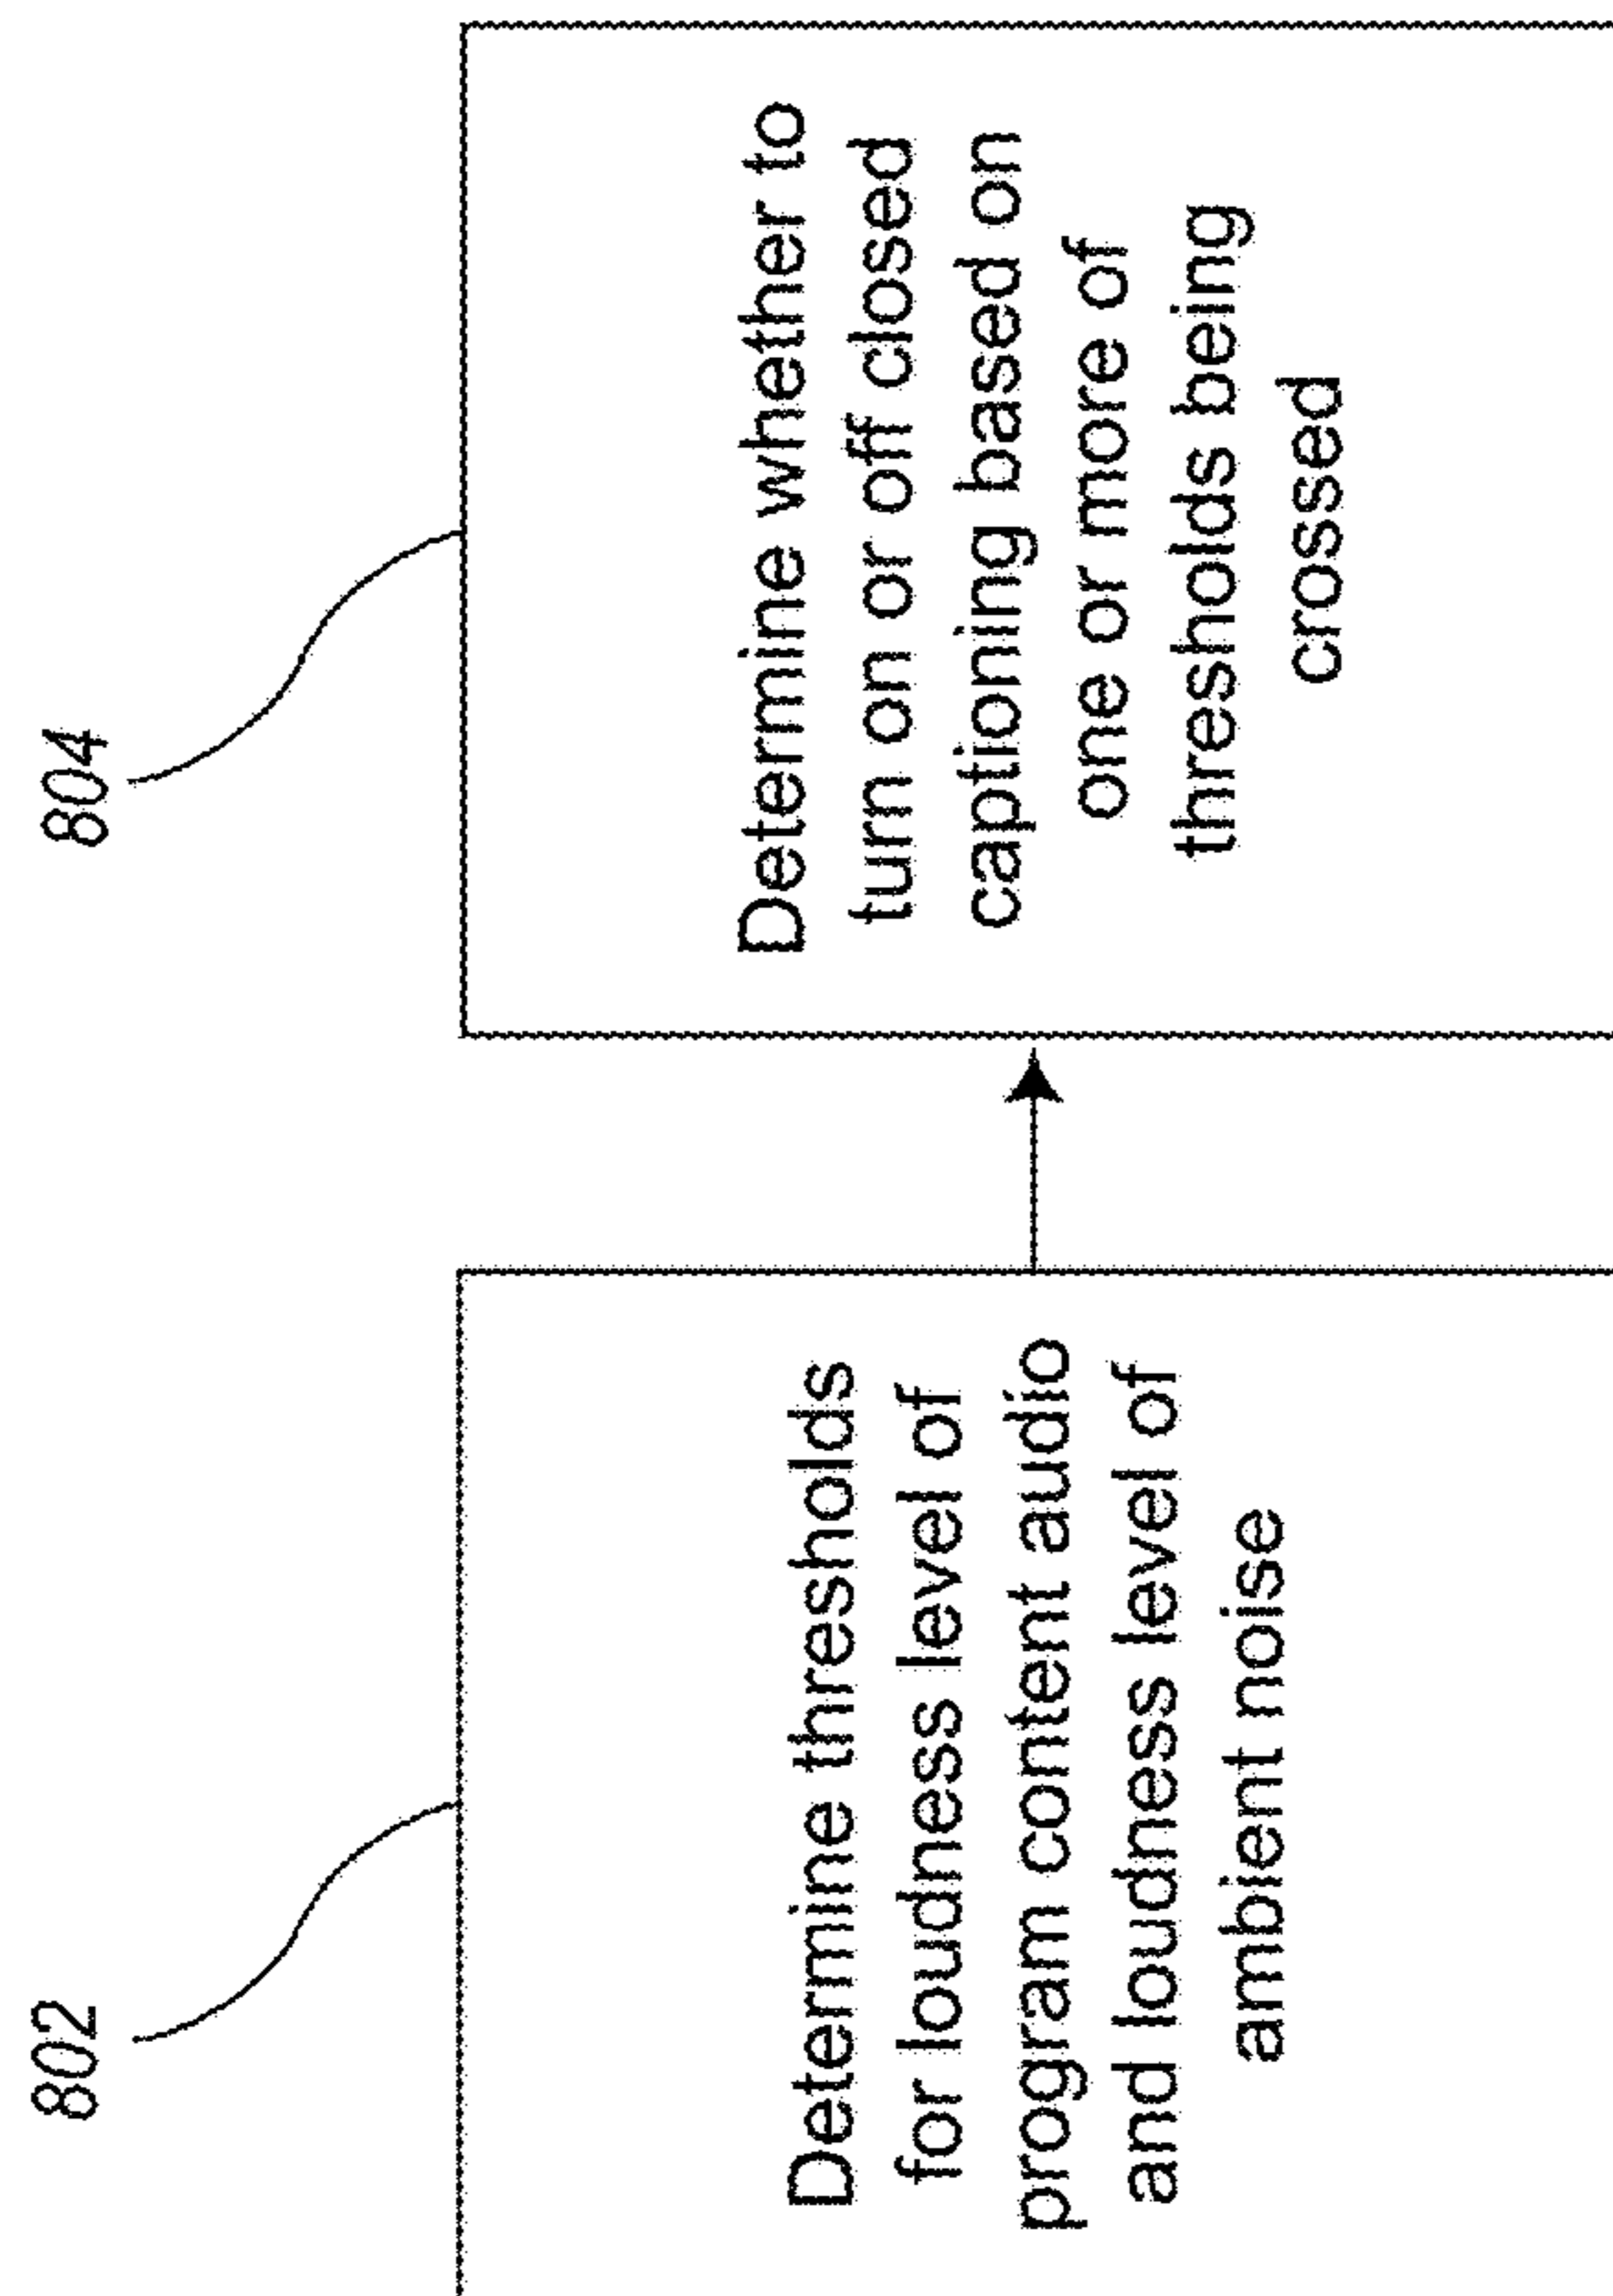 802
Determine thresholds
for loudness level of
program content audio
and loudness level of
ambient noise
804
Determine whether to
turn on or off closed
captioning based on
one or more of
thresholds being
crossed